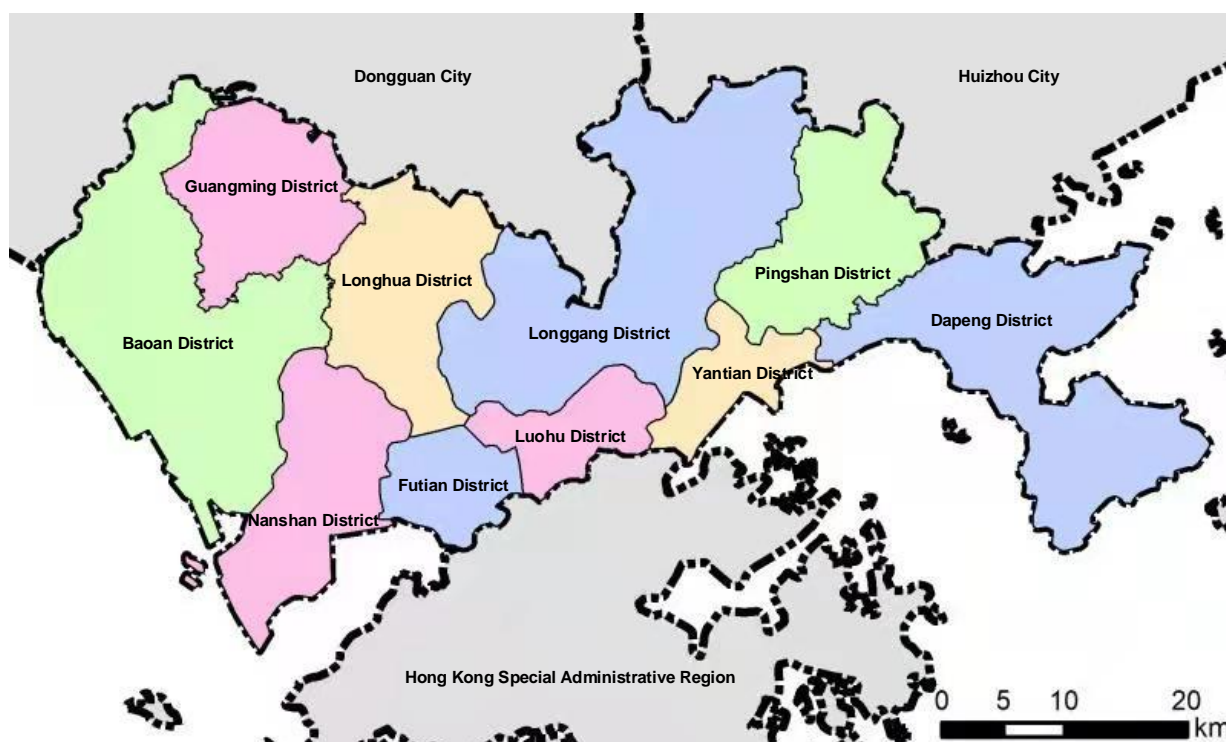 Dongguan City
Huizhou City
Guangming District
Longhua District
Pingshan District
Baoan District
Longgang District
Dapeng District
Yantian District
Luohu District
Futian District
Nanshan District
Hong Kong Special Administrative Region
0 5 10 20
km